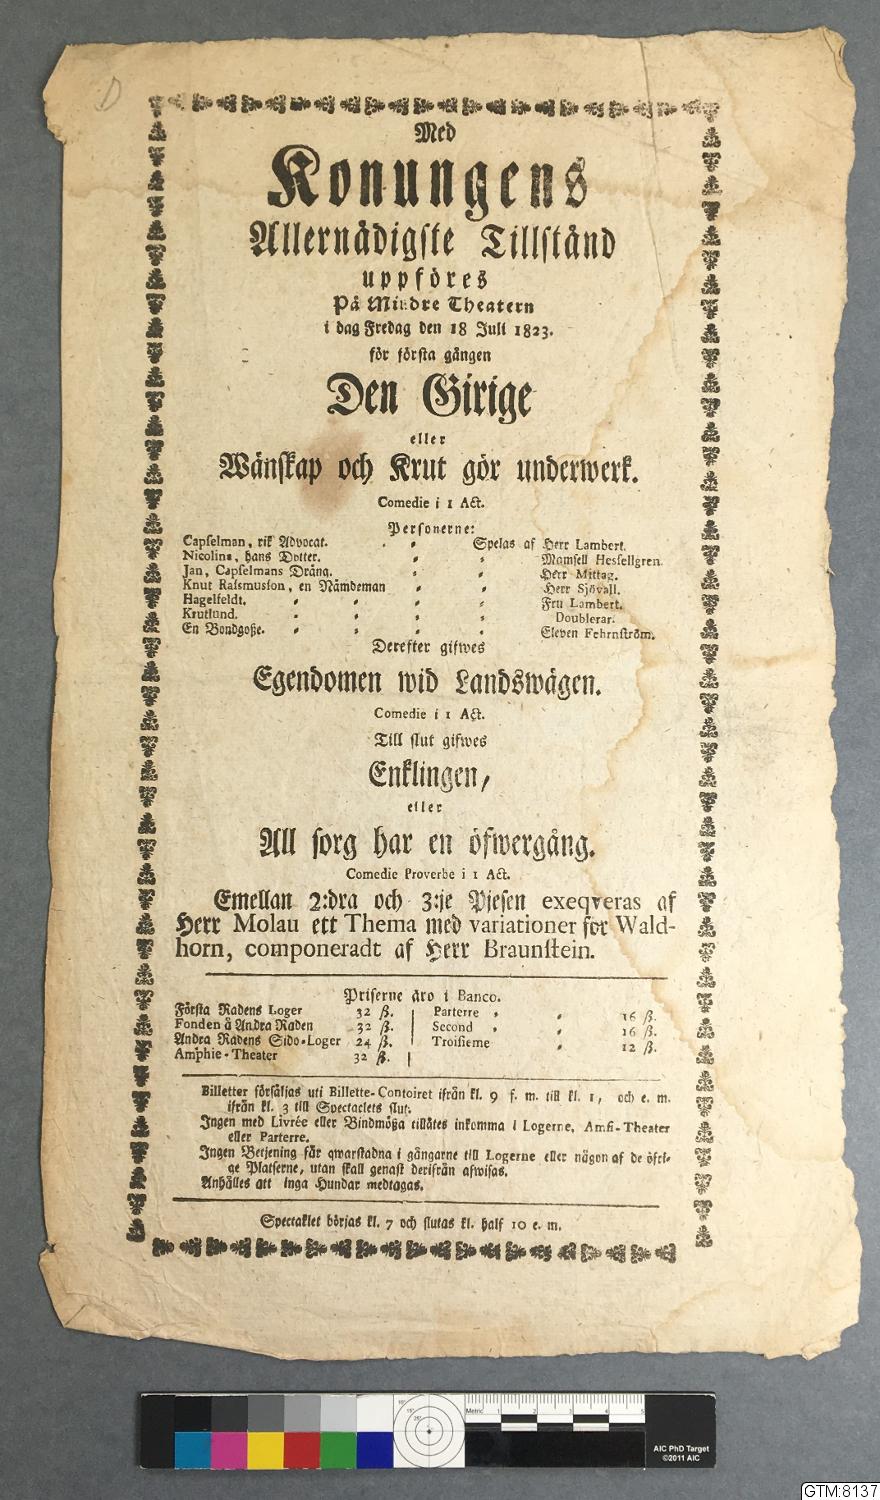 D
Med
Konungens
Allernådigste Tillstånd
uppföres
På Mindre Theatern
i dag Fredag den 18 Juli 1823.
för första gången
Den Girige
eller
Wänskap och Krut gör underwerk.
Comedie i 1 Act.
Personerne:
Capselman, rik Advocat. Spelas af Herr Lambert.
Nicolina, hans Dotter. Mamsell Hessellgren.
Jan, Capselmans Dräng. Herr Mittag.
Knut Rassmusson, en Nämdeman Herr Sjövall.
Hagelfeldt. Fru Lambert.
Krutlund. Doublerar.
En Bondgosse. Eleven Fehrnström.
Derefter gifwes
Egendomen wid Landswägen.
Comedie i 1 Act.
Till slut gifwes
Enklingen,
eller
All sorg har en öfwergång.
Comedie Proverbe i 1 Act.
Emellan 2:dra och 3:je Pjesen exeqveras af
Herr Molau ett Thema med variationer for Wald-
horn, componeradt af Herr Braunstein.
Priserne äro i Banco.
Första Radens Loger 32 ß. Parterre 16 ß.
Fonden å Andra Raden 32 ß. Second 16 ß.
Andra Radens Sido-Loger 24 ß. Troisieme 12 ß.
Amphie-Theater 32 ß.
Billetter försäljas uti Billette-Contoiret ifrån kl. 9 f. m. till kl. 1, och e. m.
ifrån kl. 3 till Spectaclets slut.
Ingen med Livrée eller Bindmößa tillåtes inkomma i Logerne, Amfi-Theater
eller Parterre.
Ingen Betjening får qwarstadna i gångarne till Logerne eller någon af de öfri-
ge Platserne, utan skall genast derifrån afwisas.
Anhålles att inga Hundar medtagas.
Spectaklet börjas kl. 7 och slutas kl. half 10 e. m.
Metric 1 2 3 4 5
AIC PhD Target
©2011 AIC
GTM:8137